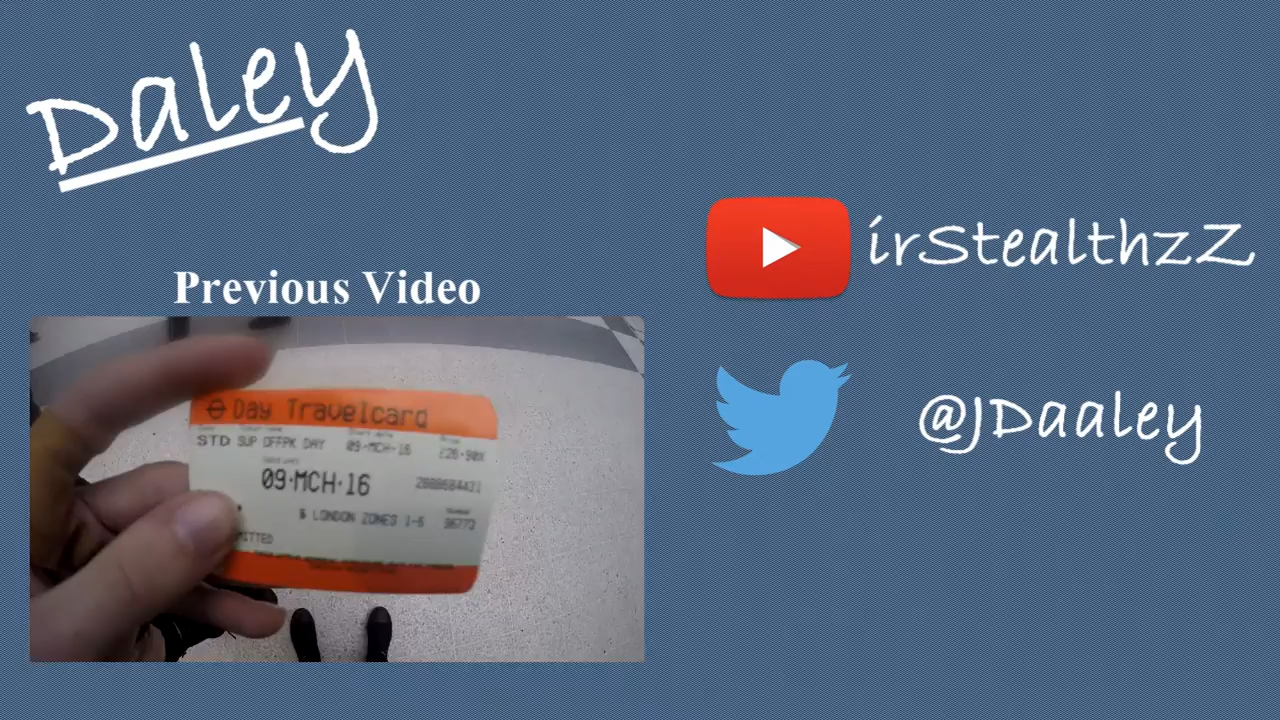 Daley
Previous Video
Day Travelcard
STD SUP OFFPK DAY 09-MCH-16
09·MCH·16
LONDON ZONES 1-6
irStealthzZ
@JDaaley